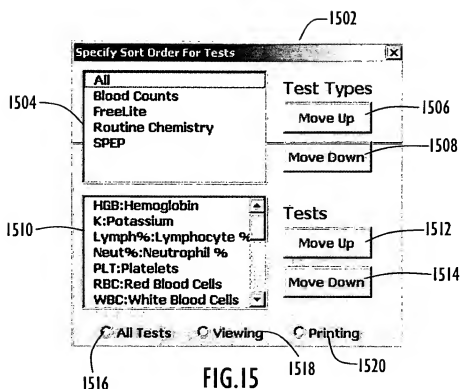 1502
Specify Sort Order For Tests
All
Blood Counts
FreeLite
Routine Chemistry
SPEP
1504
Test Types
Move Up
1506
Move Down
1508
HGB:Hemoglobin
K:Potassium
Lymph%:Lymphocyte %
Neut%:Neutrophil %
PLT:Platelets
RBC:Red Blood Cells
WBC:White Blood Cells
1510
Tests
Move Up
1512
Move Down
1514
All Tests
Viewing
Printing
1516
1518
1520
FIG.15